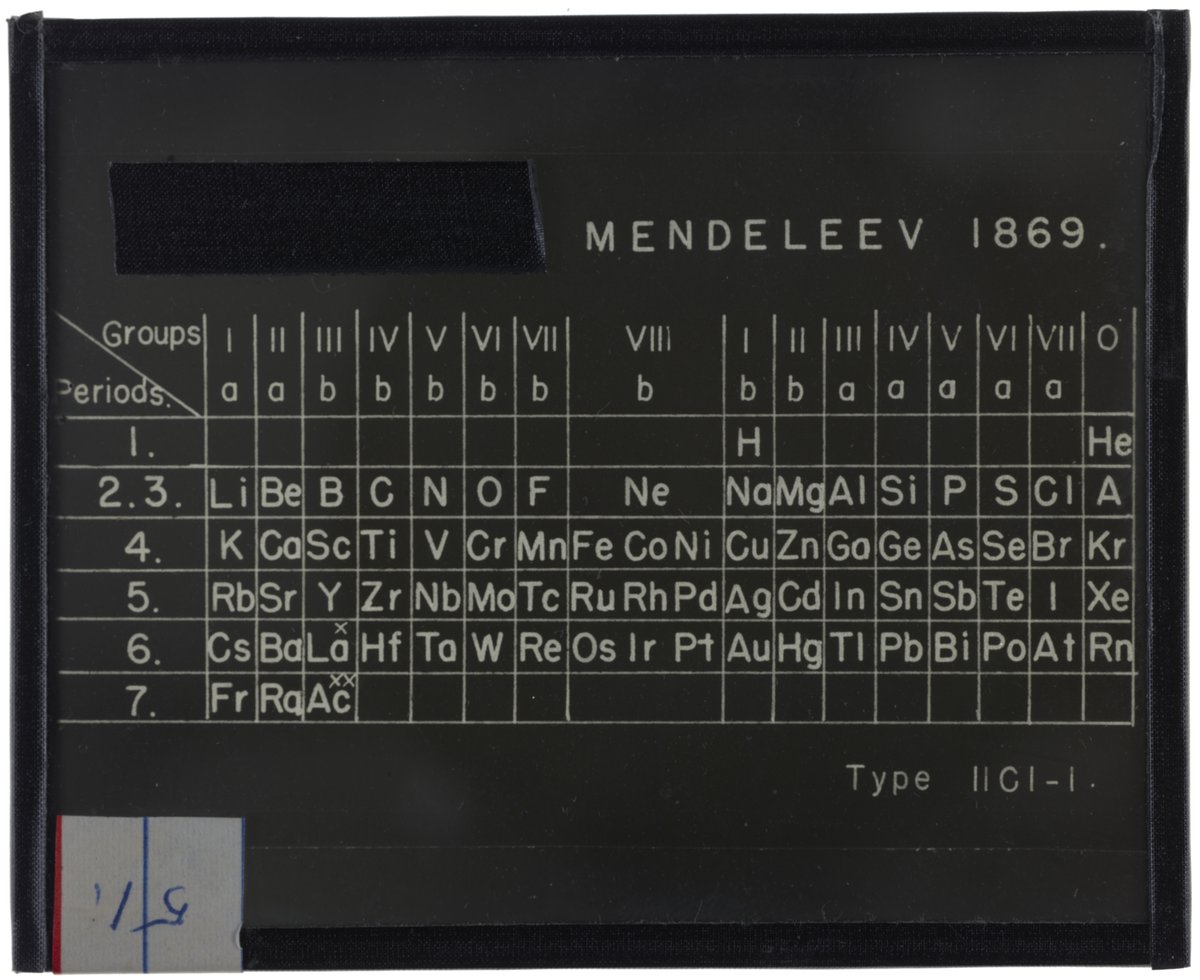 MENDELEEV 1869.
Groups I II III IV V VI VII VIII I II III IV V VI VII O
Periods. a a b b b b b b b b a a a a a
1. H He
2.3. Li Be B C N O F Ne Na Mg Al Si P S Cl A
4. K Ca Sc Ti V Cr Mn Fe Co Ni Cu Zn Ga Ge As Se Br Kr
5. Rb Sr Y Zr Nb Mo Tc Ru Rh Pd Ag Cd In Sn Sb Te I Xe
6. Cs Ba La× Hf Ta W Re Os Ir Pt Au Hg Tl Pb Bi Po At Rn
7. Fr Ra Ac××
Type IIC1-1.